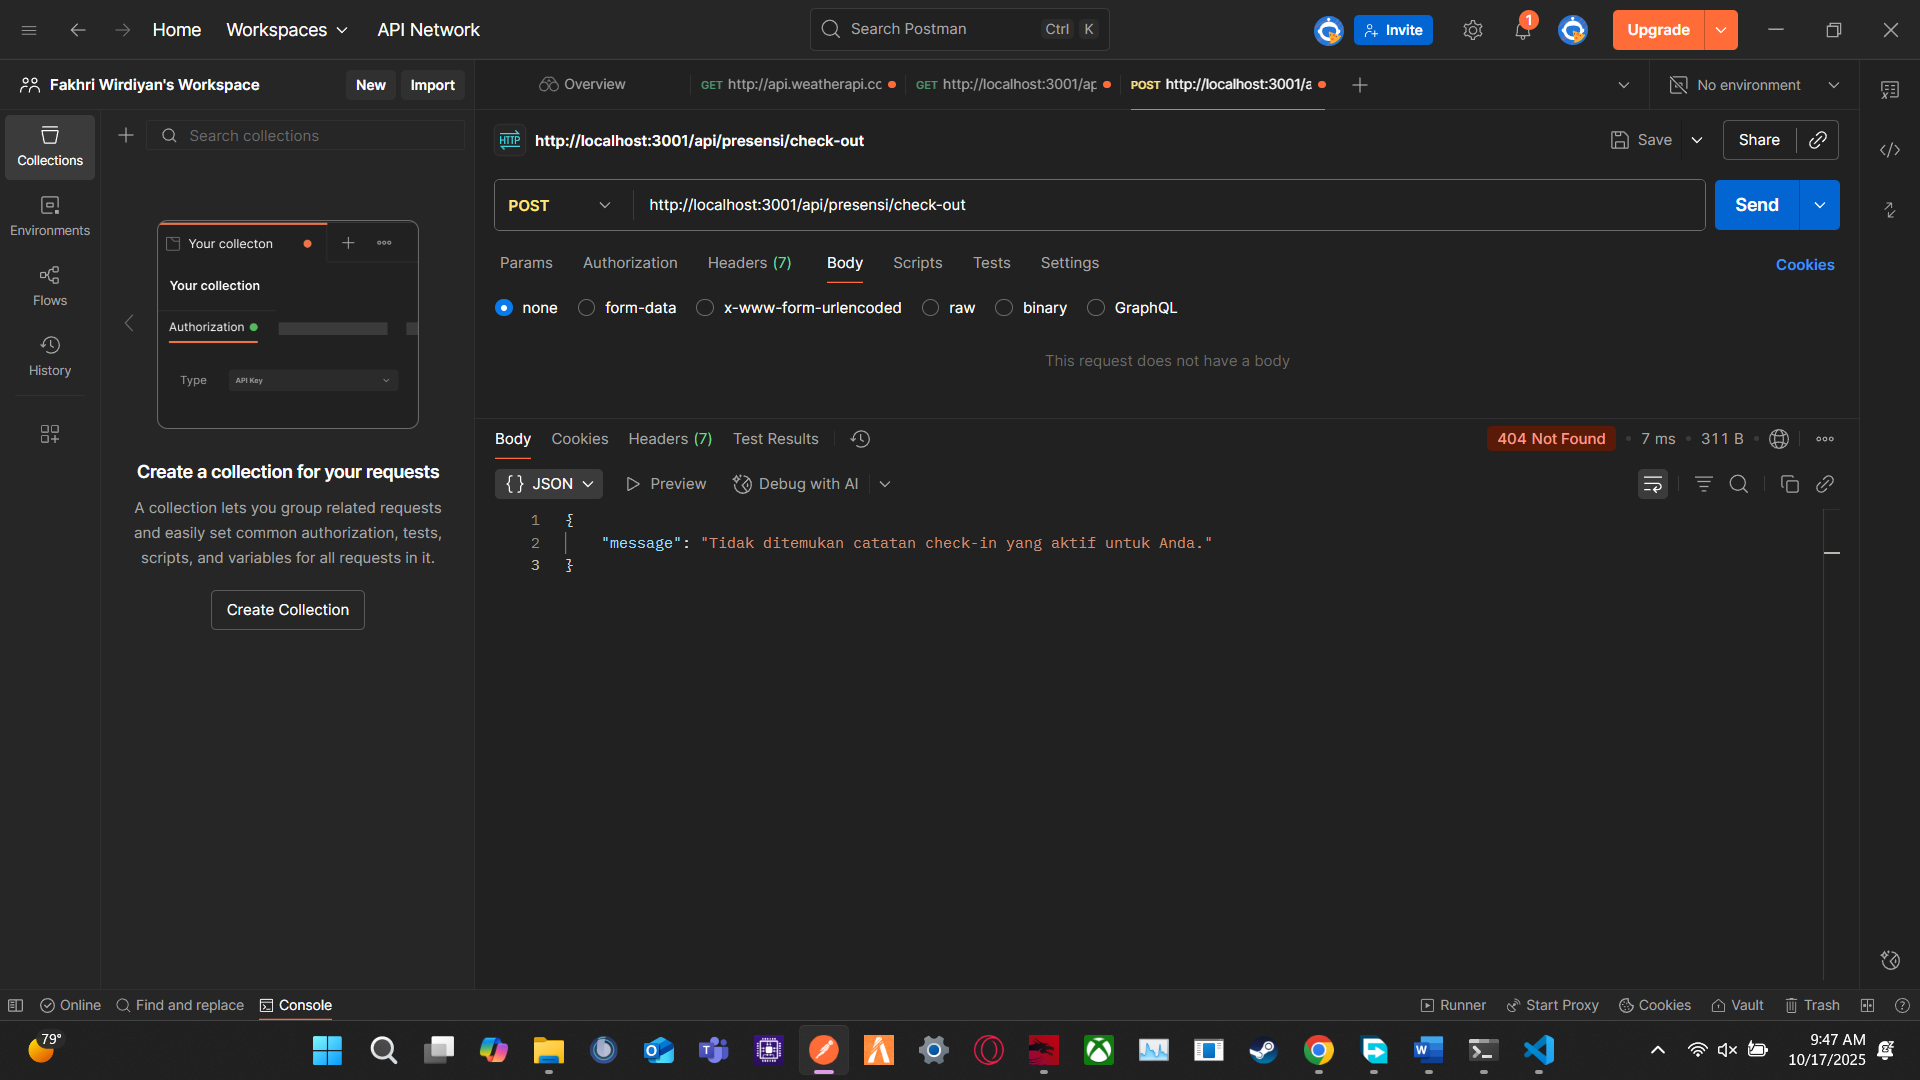 Home
Workspaces
API Network
Search Postman
Ctrl K
Invite
1
Upgrade
Fakhri Wirdiyan's Workspace
New
Import
Overview
GET http://api.weatherapi.cc
GET http://localhost:3001/ap
POST http://localhost:3001/a
No environment
Collections
Environments
Flows
History
Search collections
Your collecton
Your collection
Authorization
Type
API Key
Create a collection for your requests
A collection lets you group related requests
and easily set common authorization, tests,
scripts, and variables for all requests in it.
Create Collection
HTTP
http://localhost:3001/api/presensi/check-out
Save
Share
POST
http://localhost:3001/api/presensi/check-out
Send
Params
Authorization
Headers (7)
Body
Scripts
Tests
Settings
Cookies
none
form-data
x-www-form-urlencoded
raw
binary
GraphQL
This request does not have a body
Body
Cookies
Headers (7)
Test Results
404 Not Found
7 ms
311 B
{} JSON
Preview
Debug with AI
1 {
2 "message": "Tidak ditemukan catatan check-in yang aktif untuk Anda."
3 }
Online
Find and replace
Console
Runner
Start Proxy
Cookies
Vault
Trash
79°
9:47 AM
10/17/2025